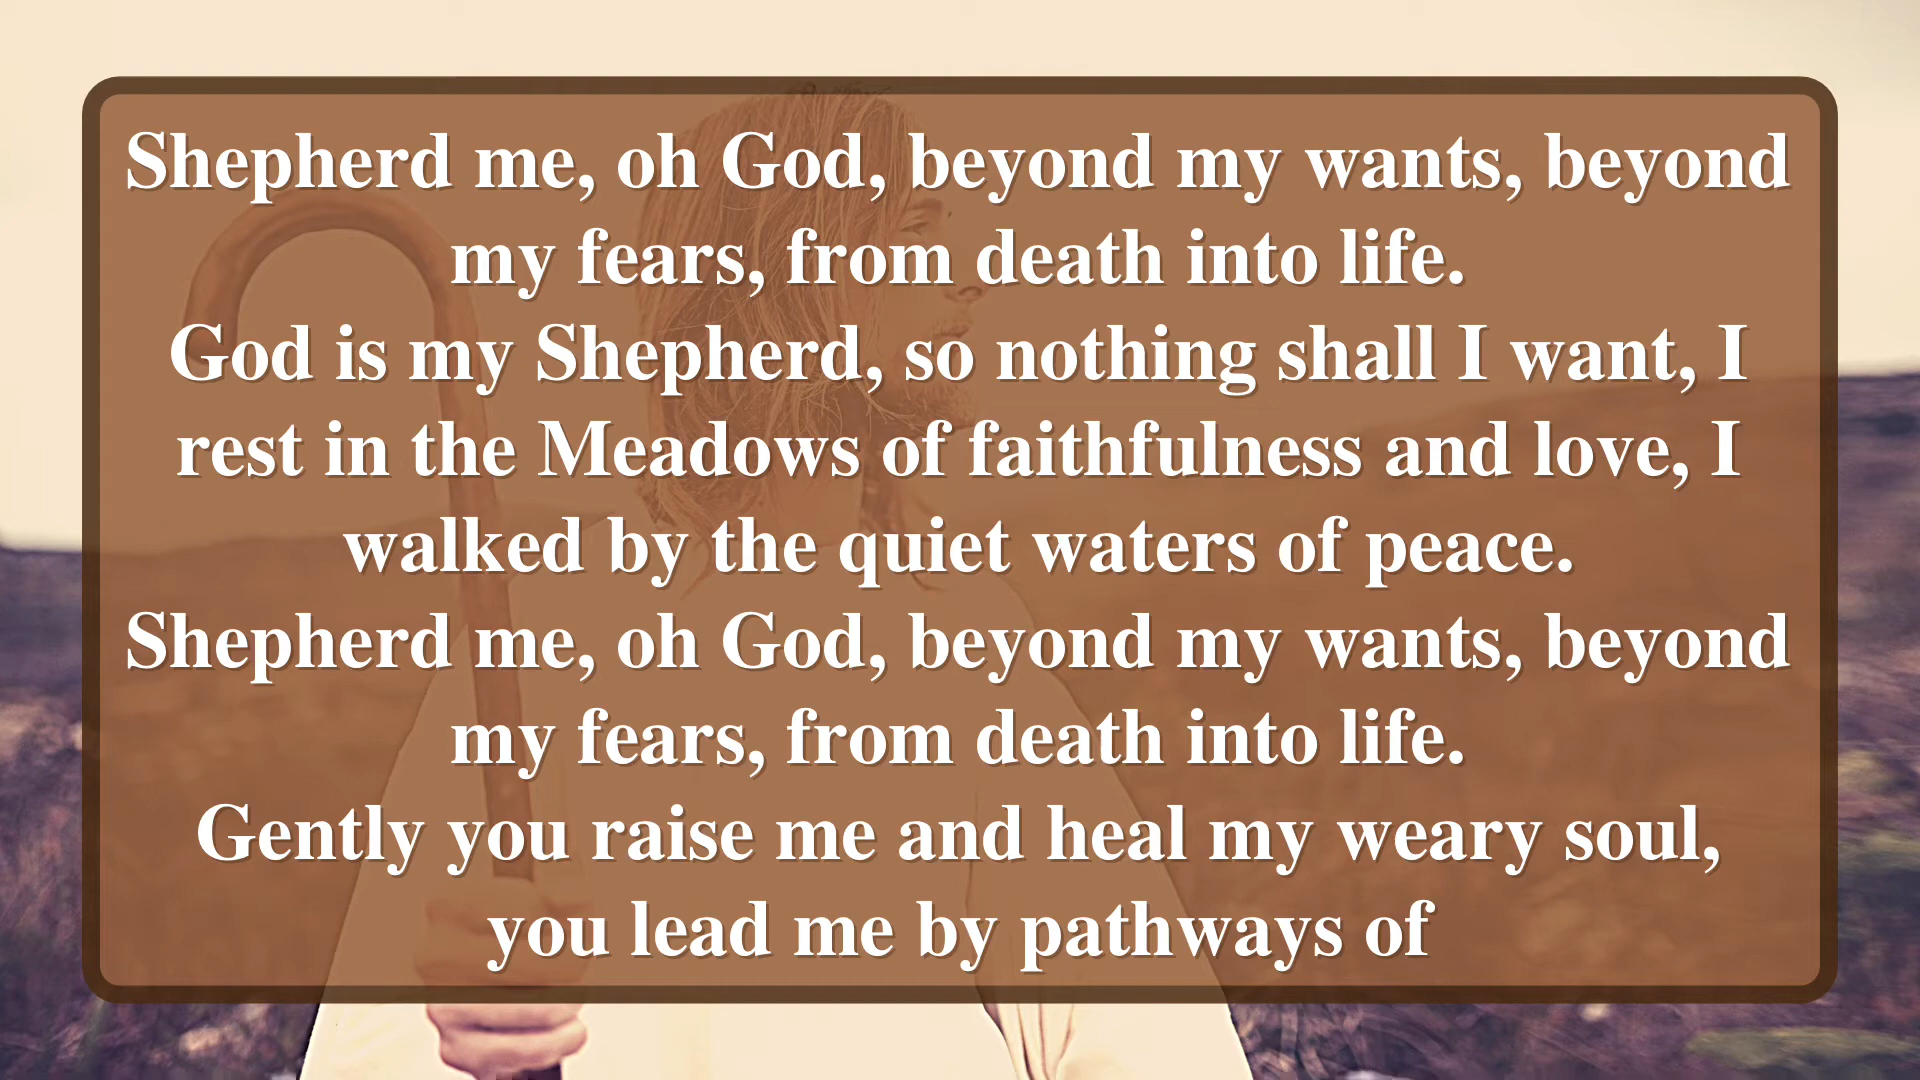 Shepherd me, oh God, beyond my wants, beyond
my fears, from death into life.
God is my Shepherd, so nothing shall I want, I
rest in the Meadows of faithfulness and love, I
walked by the quiet waters of peace.
Shepherd me, oh God, beyond my wants, beyond
my fears, from death into life.
Gently you raise me and heal my weary soul,
you lead me by pathways of